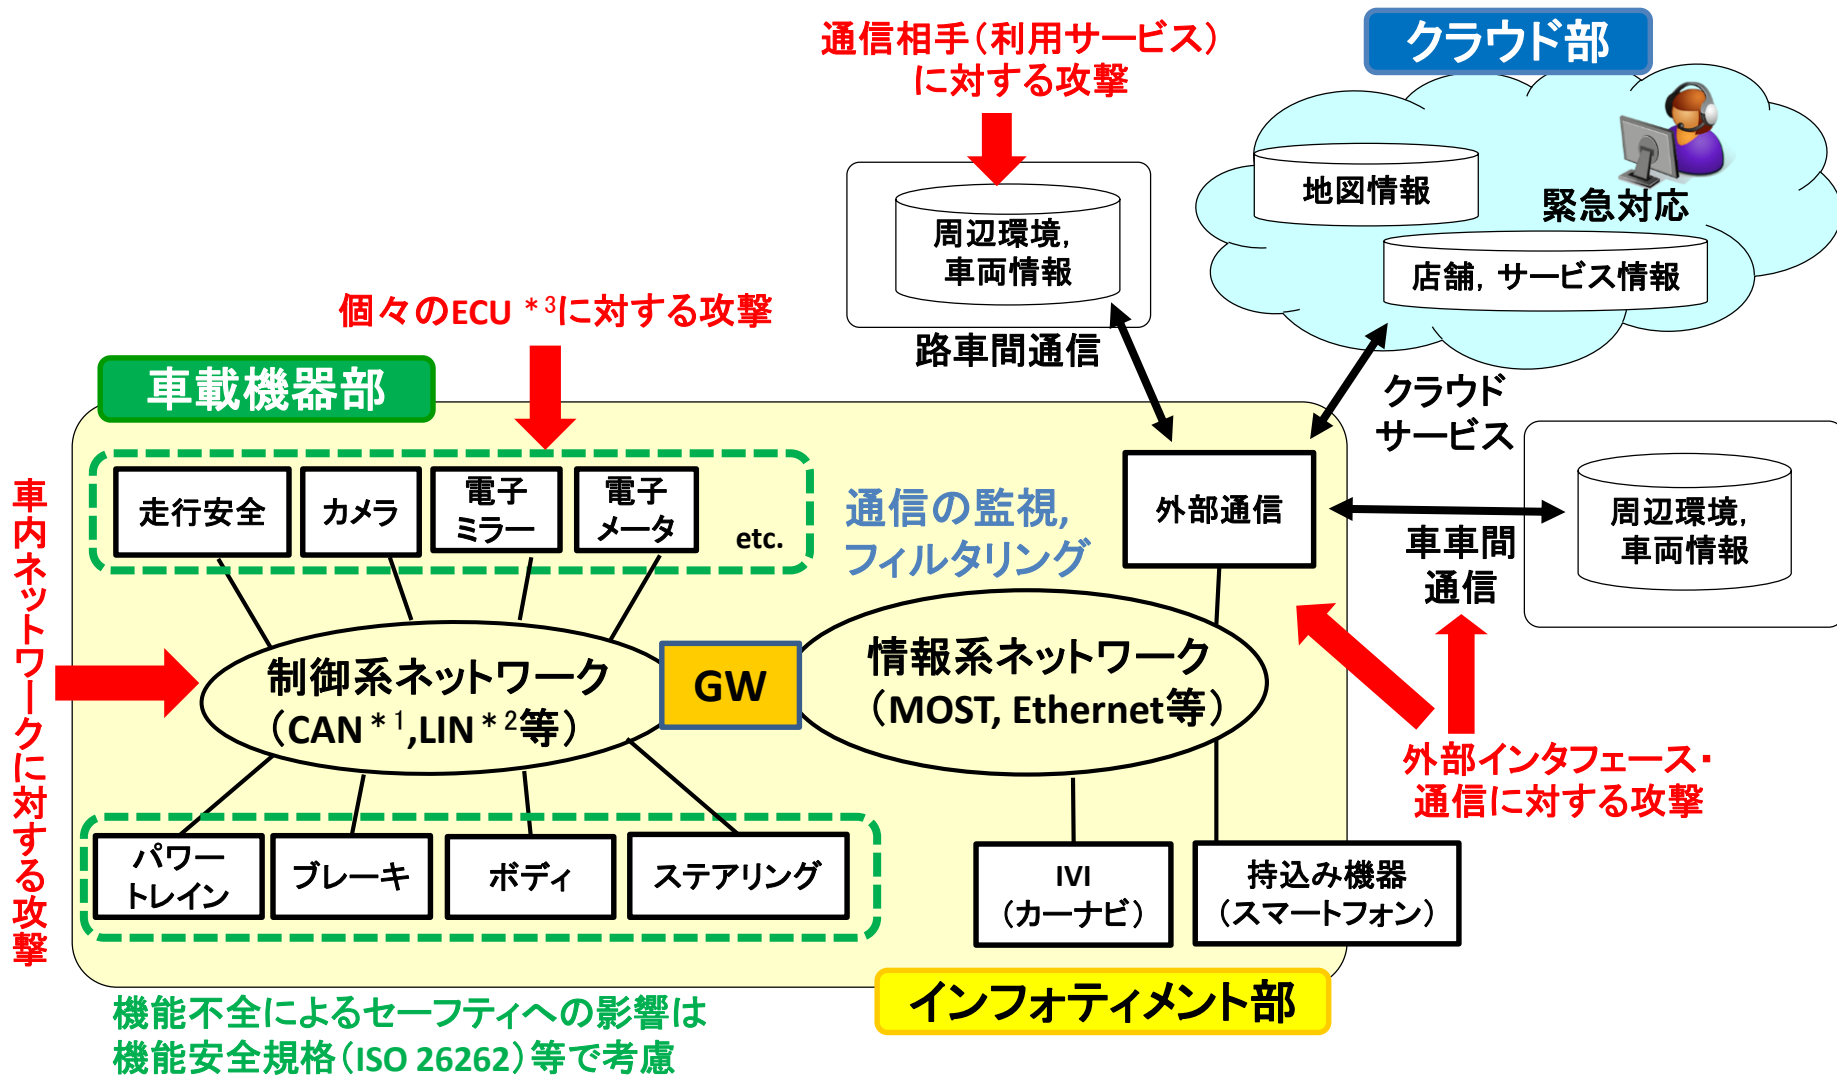 通信相手（利用サービス）
に対する攻撃
クラウド部
地図情報
緊急対応
店舗，サービス情報
周辺環境，
車両情報
路車間通信
クラウド
サービス
個々のECU＊3に対する攻撃
車載機器部
走行安全
カメラ
電子
ミラー
電子
メータ
etc.
通信の監視，
フィルタリング
外部通信
車車間
通信
周辺環境，
車両情報
車内ネットワークに対する攻撃
制御系ネットワーク
（CAN＊1,LIN＊2等）
GW
情報系ネットワーク
（MOST, Ethernet等）
外部インタフェース・
通信に対する攻撃
パワー
トレイン
ブレーキ
ボディ
ステアリング
IVI
（カーナビ）
持込み機器
（スマートフォン）
インフォティメント部
機能不全によるセーフティへの影響は
機能安全規格（ISO 26262）等で考慮